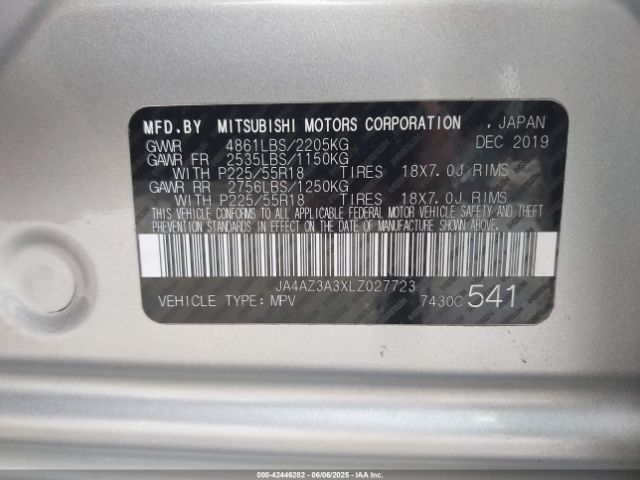 MFD.BY MITSUBISHI MOTORS CORPORATION , JAPAN
GWWR 4861LBS/2205KG DEC 2019
GAWR FR 2535LBS/1150KG
WITH P225/55R18 TIRES 18X7.0J RIMS
GAWR RR 2756LBS/1250KG
WITH P225/55R18 TIRES 18X7.0J RIMS
THIS VEHICLE CONFORMS TO ALL APPLICABLE FEDERAL MOTOR VEHICLE SAFETY AND THEFT
PREVENTION STANDARDS IN EFFECT ON THE DATE OF MANUFACTURE SHOWN ABOVE.
JA4AZ3A3XLZ027723
VEHICLE TYPE:MPV 7430C 541
000-42446282 - 06/06/2025 - IAAI.CA